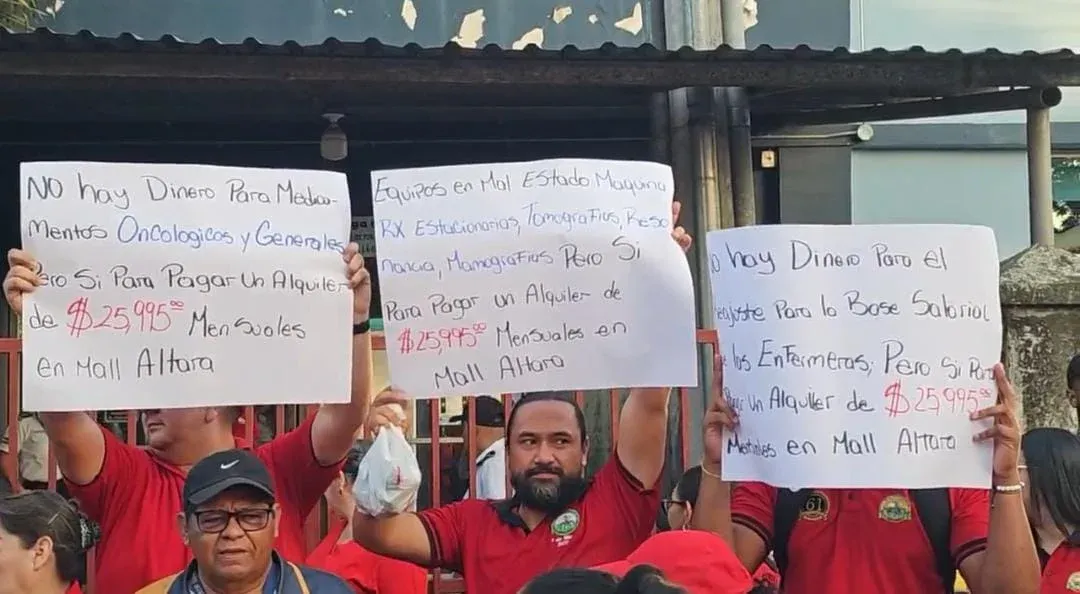 NO hay Dinero Para Medica-
mentos Oncologicos y Generales
Pero Si Para Pagar Un Alquiler
de $25,995.00 Mensuales
en Mall Altara
Equipos en Mal Estado Maquina
RX Estacionarias, Tomografias, Reso
nancia, Mamografias Pero Si
Para Pagar un Alquiler de
$25,995.00 Mensuales en
Mall Altara
hay Dinero Para el
Reajuste Para la Base Salarial
de los Enfermeras; Pero Si Para
Pagar Un Alquiler de $25,995.00
Mensuales en Mall Altara
61